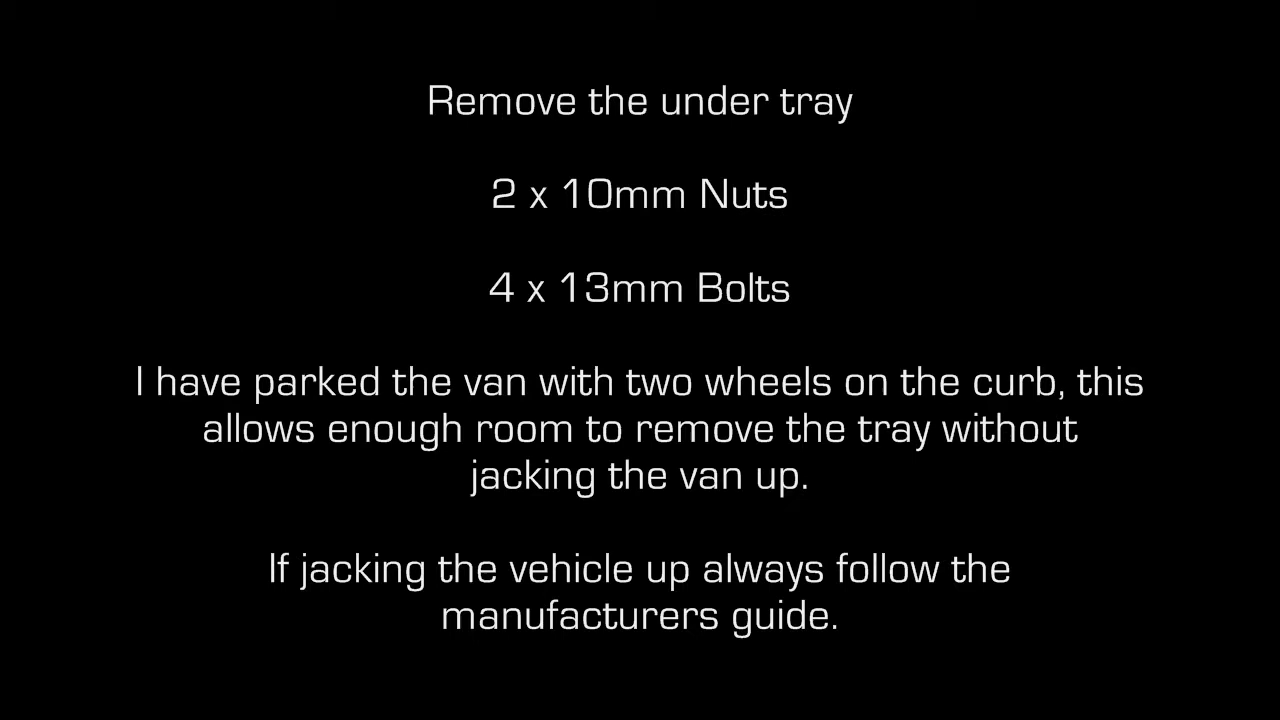 Remove the under tray
2 x 10mm Nuts
4 x 13mm Bolts
I have parked the van with two wheels on the curb, this
allows enough room to remove the tray without
jacking the van up.
If jacking the vehicle up always follow the
manufacturers guide.